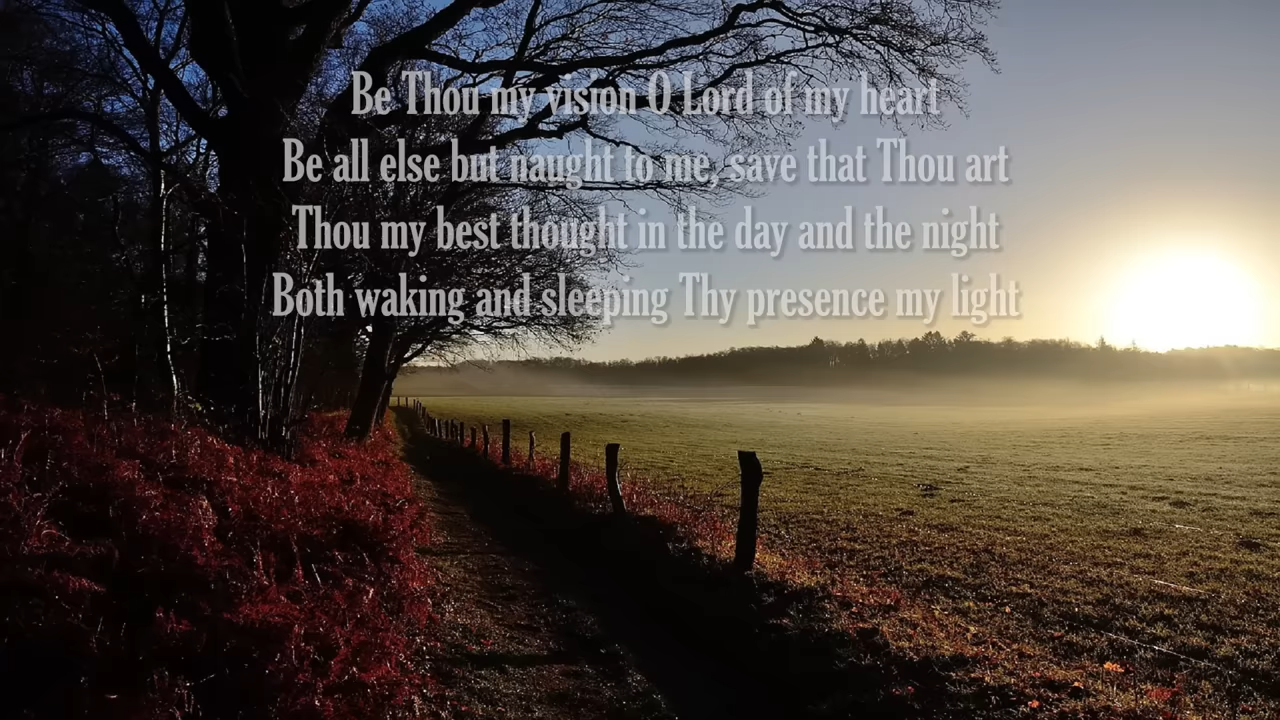 Be Thou my vision O Lord of my heart
Be all else but naught to me, save that Thou art
Thou my best thought in the day and the night
Both waking and sleeping Thy presence my light